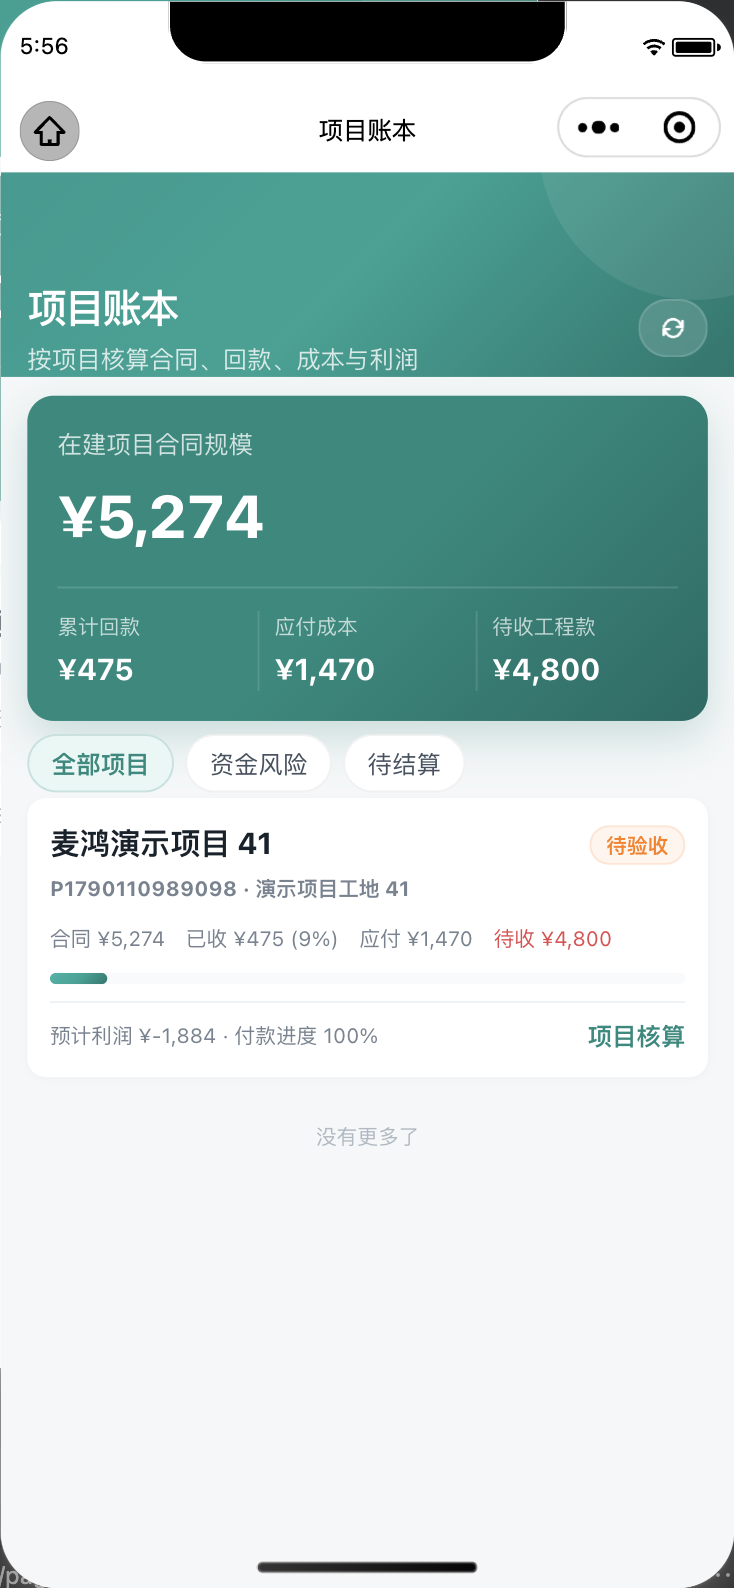 5:56
项目账本
项目账本
按项目核算合同、回款、成本与利润
在建项目合同规模
¥5,274
累计回款 应付成本 待收工程款
¥475 ¥1,470 ¥4,800
全部项目 资金风险 待结算
麦鸿演示项目 41 待验收
P1790110989098 · 演示项目工地 41
合同 ¥5,274 已收 ¥475 (9%) 应付 ¥1,470 待收 ¥4,800
预计利润 ¥-1,884 · 付款进度 100% 项目核算
没有更多了